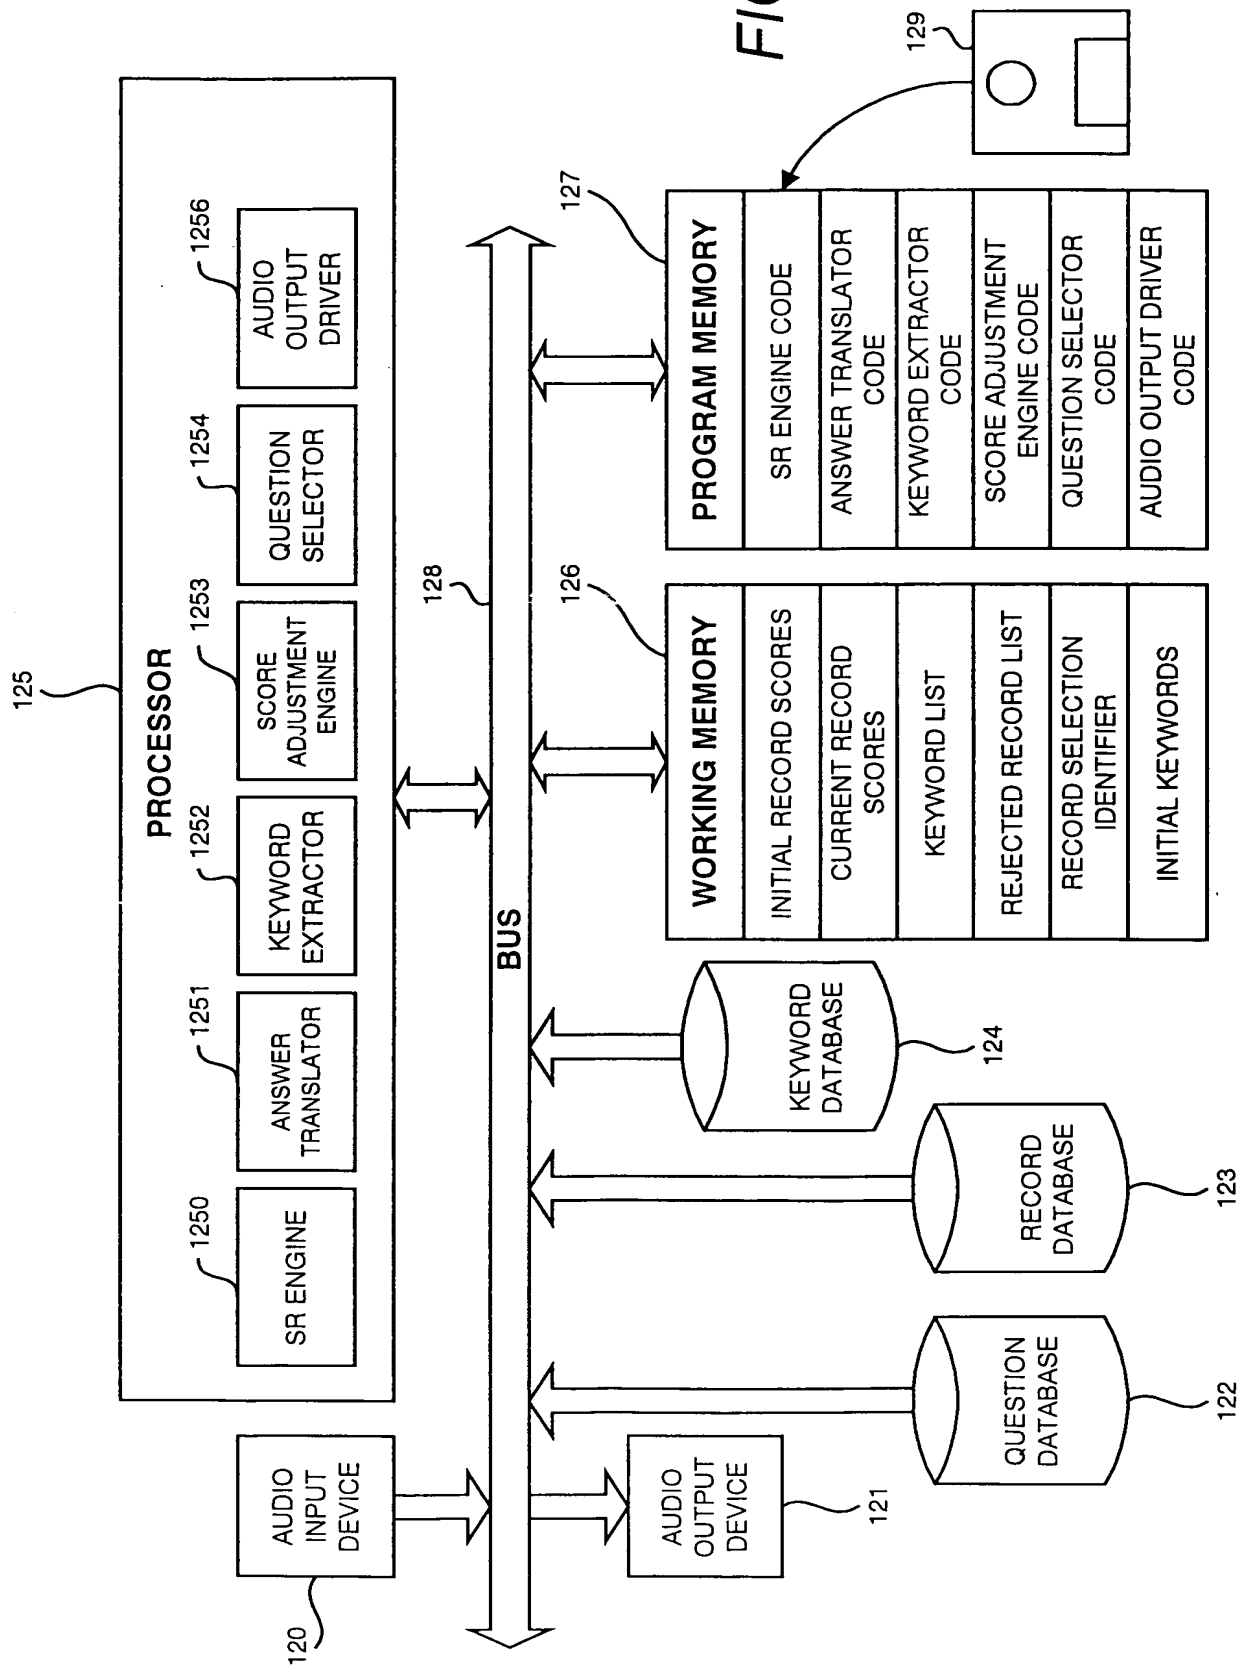 125
PROCESSOR
1250
SR ENGINE
1251
ANSWER
TRANSLATOR
1252
KEYWORD
EXTRACTOR
1253
SCORE
ADJUSTMENT
ENGINE
1254
QUESTION
SELECTOR
1256
AUDIO
OUTPUT
DRIVER
120
AUDIO
INPUT
DEVICE
128
BUS
AUDIO
OUTPUT
DEVICE
121
QUESTION
DATABASE
122
RECORD
DATABASE
123
KEYWORD
DATABASE
124
126
WORKING MEMORY
INITIAL RECORD SCORES
CURRENT RECORD
SCORES
KEYWORD LIST
REJECTED RECORD LIST
RECORD SELECTION
IDENTIFIER
INITIAL KEYWORDS
127
PROGRAM MEMORY
SR ENGINE CODE
ANSWER TRANSLATOR
CODE
KEYWORD EXTRACTOR
CODE
SCORE ADJUSTMENT
ENGINE CODE
QUESTION SELECTOR
CODE
AUDIO OUTPUT DRIVER
CODE
129